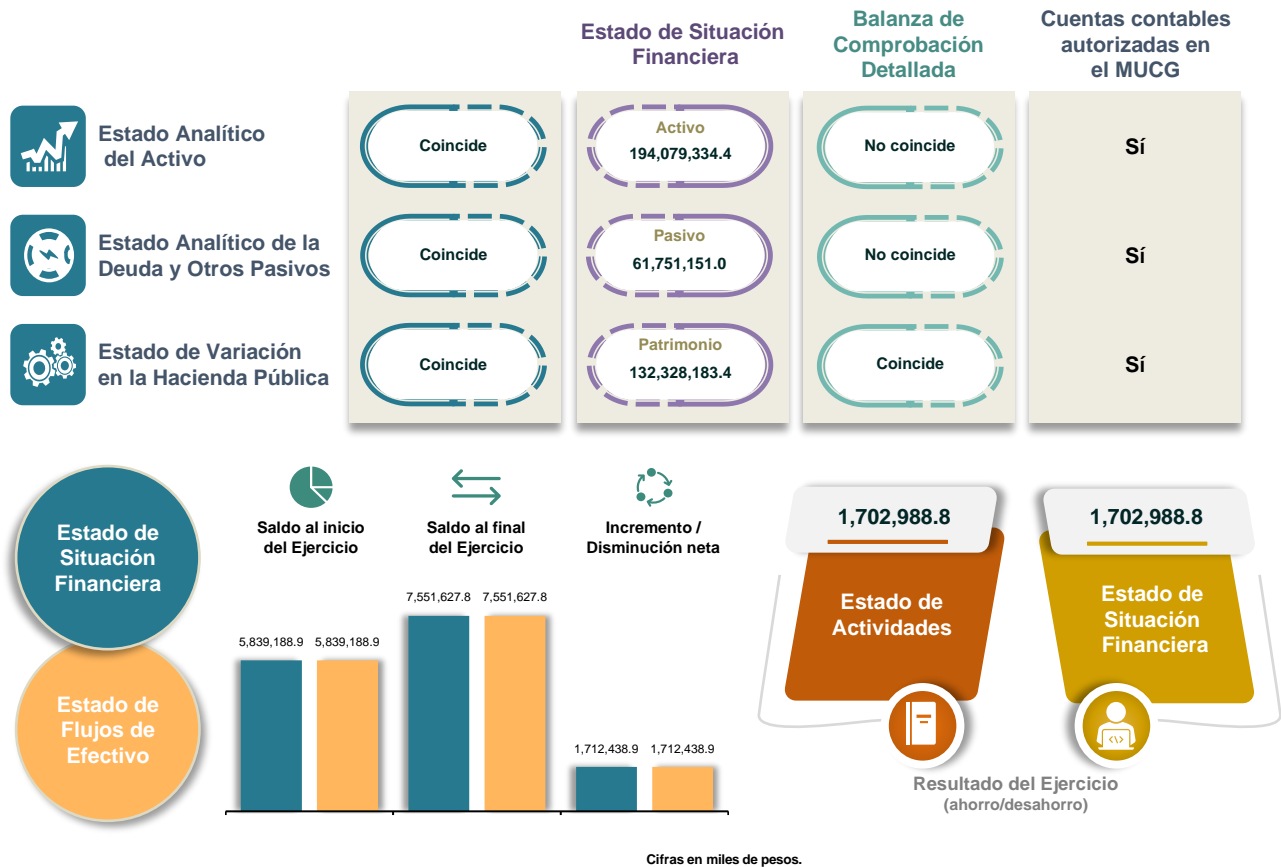 Estado de Situación
Financiera
Balanza de
Comprobación
Detallada
Cuentas contables
autorizadas en
el MUCG
Estado Analítico
del Activo
Coincide
Activo
194,079,334.4
No coincide
Sí
Estado Analítico de la
Deuda y Otros Pasivos
Coincide
Pasivo
61,751,151.0
No coincide
Sí
Estado de Variación
en la Hacienda Pública
Coincide
Patrimonio
132,328,183.4
Coincide
Sí
Estado de
Situación
Financiera
Estado de
Flujos de
Efectivo
Saldo al inicio
del Ejercicio
Saldo al final
del Ejercicio
Incremento /
Disminución neta
5,839,188.9 5,839,188.9
7,551,627.8 7,551,627.8
1,712,438.9 1,712,438.9
1,702,988.8
Estado de
Actividades
1,702,988.8
Estado de
Situación
Financiera
Resultado del Ejercicio
(ahorro/desahorro)
Cifras en miles de pesos.